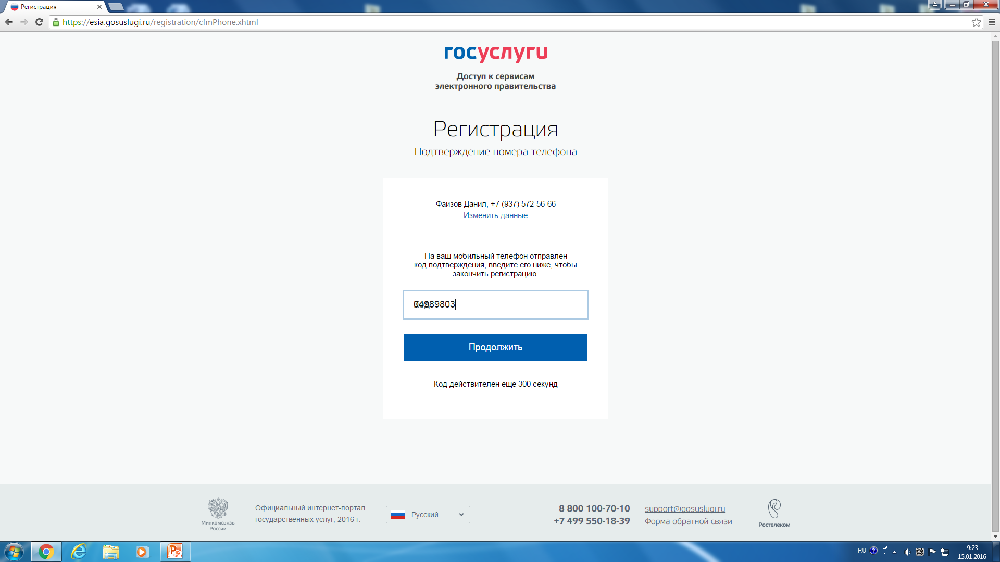 Регистрация
https://esia.gosuslugi.ru/registration/cfmPhone.xhtml
госуслуги
Доступ к сервисам
электронного правительства
Регистрация
Подтверждение номера телефона
Фаизов Данил, +7 (937) 572-56-66
Изменить данные
На ваш мобильный телефон отправлен
код подтверждения, введите его ниже, чтобы
закончить регистрацию.
Продолжить
Код действителен еще 300 секунд
Минкомсвязь
России
Официальный интернет-портал
государственных услуг, 2016 г.
Русский
8 800 100-70-10
+7 499 550-18-39
support@gosuslugi.ru
Форма обратной связи
Ростелеком
RU
9:23
15.01.2016